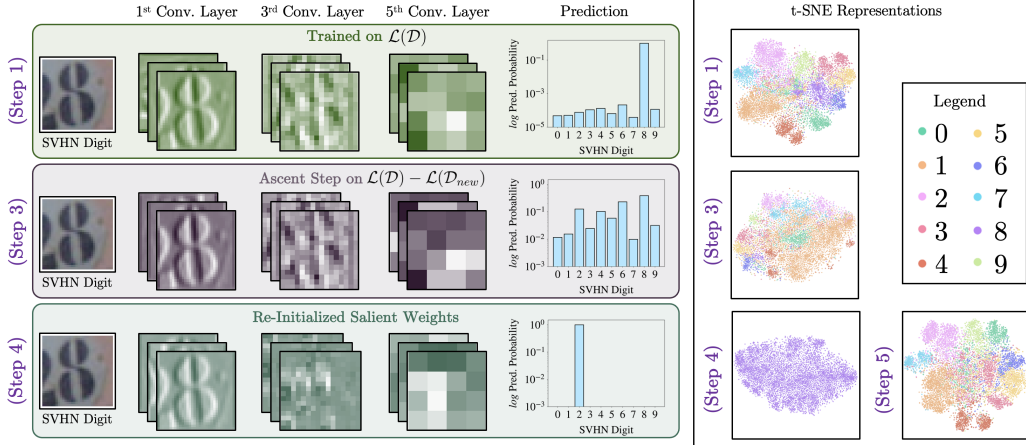 1st Conv. Layer 3rd Conv. Layer 5th Conv. Layer Prediction
(Step 1)
Trained on ℒ(𝒟)
SVHN Digit
log Pred. Probability
10⁻¹
10⁻³
10⁻⁵
0 1 2 3 4 5 6 7 8 9
SVHN Digit
(Step 3)
Ascent Step on ℒ(𝒟) − ℒ(𝒟new)
SVHN Digit
log Pred. Probability
10⁰
10⁻¹
10⁻²
10⁻³
0 1 2 3 4 5 6 7 8 9
SVHN Digit
(Step 4)
Re-Initialized Salient Weights
SVHN Digit
log Pred. Probability
10⁰
10⁻¹
10⁻²
10⁻³
0 1 2 3 4 5 6 7 8 9
SVHN Digit
t-SNE Representations
(Step 1)
(Step 3)
(Step 4)
(Step 5)
Legend
0 5
1 6
2 7
3 8
4 9